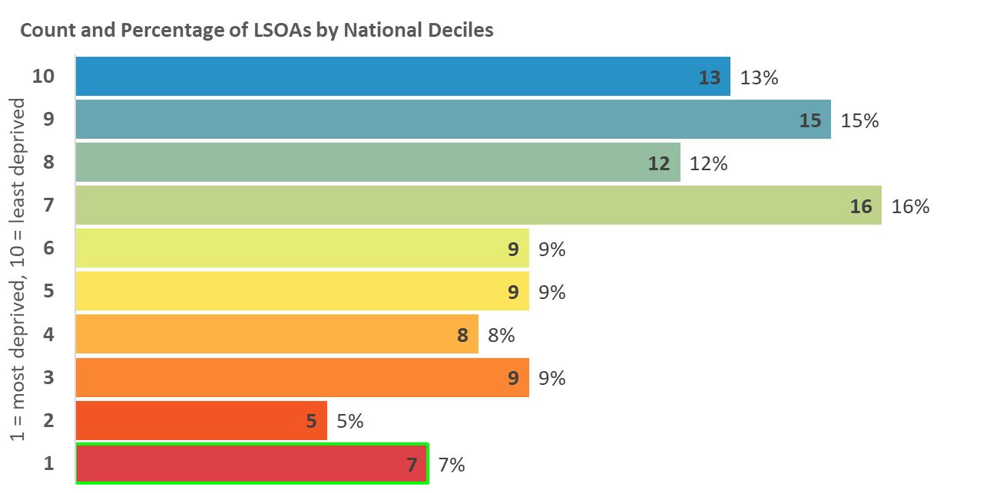 Count and Percentage of LSOAs by National Deciles
1 = most deprived, 10 = least deprived
10 13 13%
9 15 15%
8 12 12%
7 16 16%
6 9 9%
5 9 9%
4 8 8%
3 9 9%
2 5 5%
1 7 7%